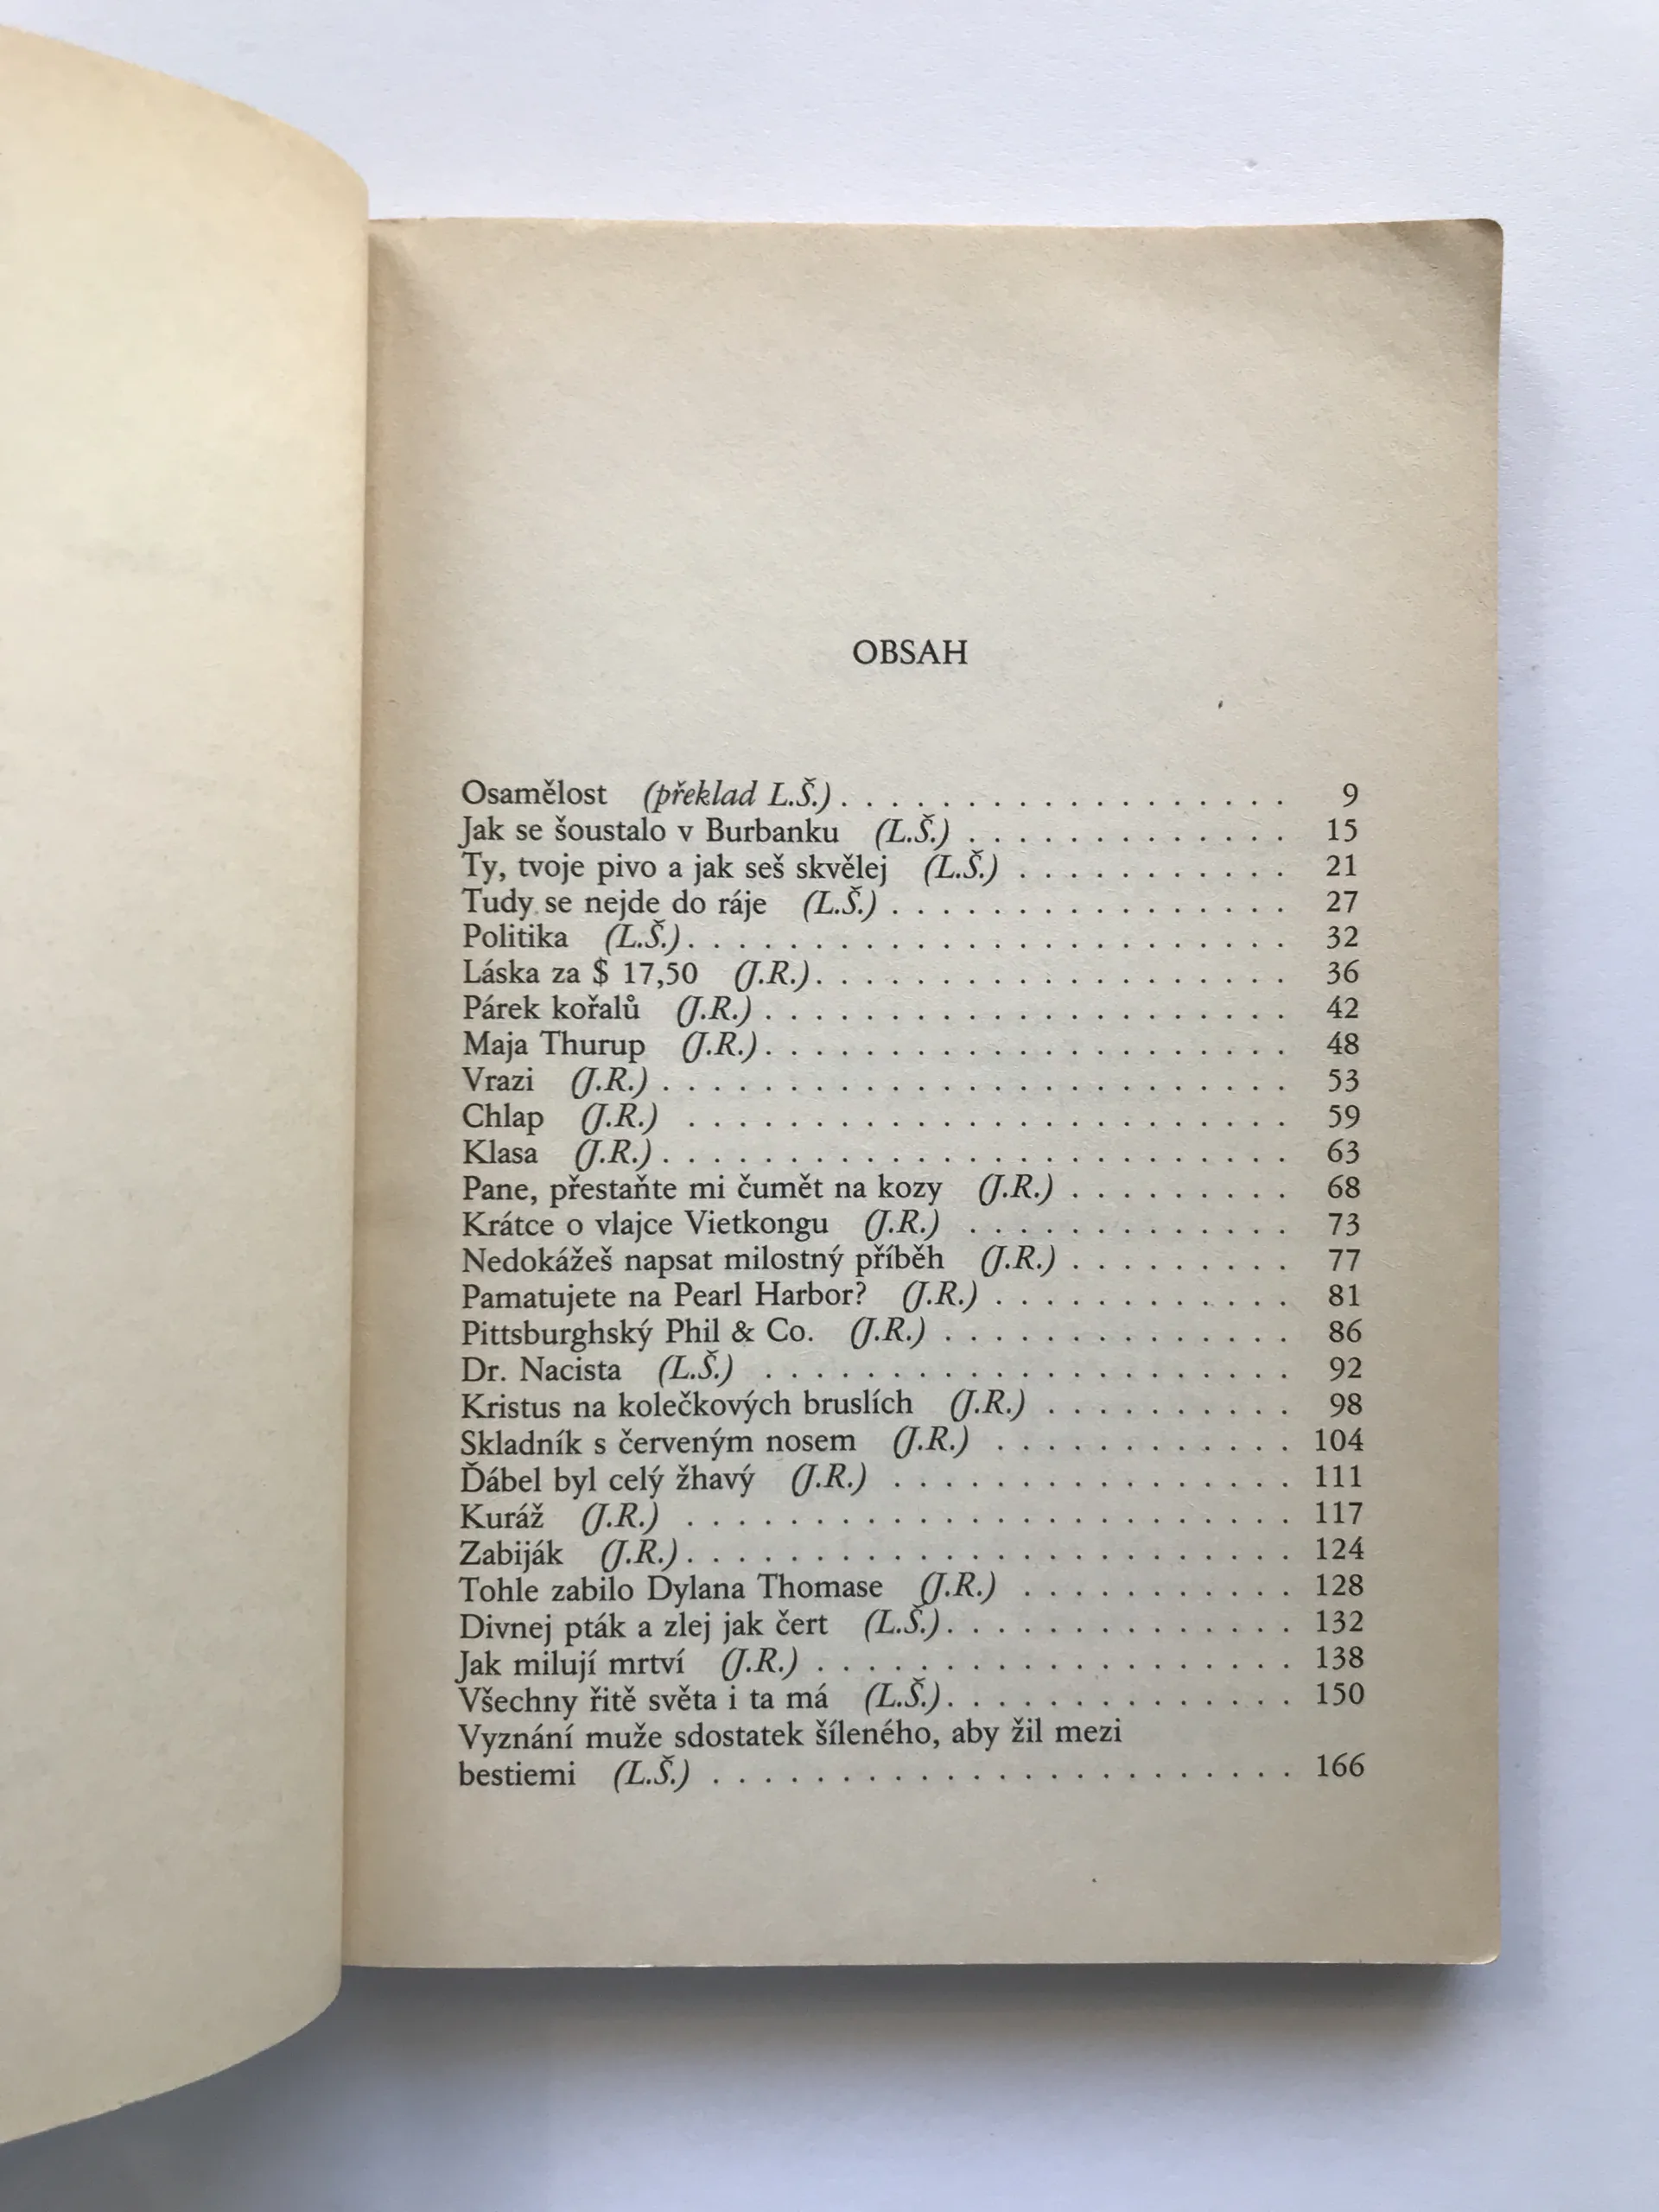 OBSAH
Osamělost (překlad L.Š.) . . . . . . . . . . . . . . . . . . 9
Jak se šoustalo v Burbanku (L.Š.) . . . . . . . . . . . . . 15
Ty, tvoje pivo a jak seš skvělej (L.Š.) . . . . . . . . . . . 21
Tudy se nejde do ráje (L.Š.) . . . . . . . . . . . . . . . . 27
Politika (L.Š.) . . . . . . . . . . . . . . . . . . . . . . . . 32
Láska za $ 17,50 (J.R.) . . . . . . . . . . . . . . . . . . . 36
Párek kořalů (J.R.) . . . . . . . . . . . . . . . . . . . . . 42
Maja Thurup (J.R.) . . . . . . . . . . . . . . . . . . . . . 48
Vrazi (J.R.) . . . . . . . . . . . . . . . . . . . . . . . . . 53
Chlap (J.R.) . . . . . . . . . . . . . . . . . . . . . . . . 59
Klasa (J.R.) . . . . . . . . . . . . . . . . . . . . . . . . . 63
Pane, přestaňte mi čumět na kozy (J.R.) . . . . . . . . . 68
Krátce o vlajce Vietkongu (J.R.) . . . . . . . . . . . . . 73
Nedokážeš napsat milostný příběh (J.R.) . . . . . . . . . 77
Pamatujete na Pearl Harbor? (J.R.) . . . . . . . . . . . . 81
Pittsburghský Phil & Co. (J.R.) . . . . . . . . . . . . . . 86
Dr. Nacista (L.Š.) . . . . . . . . . . . . . . . . . . . . . 92
Kristus na kolečkových bruslích (J.R.) . . . . . . . . . . 98
Skladník s červeným nosem (J.R.) . . . . . . . . . . . . 104
Ďábel byl celý žhavý (J.R.) . . . . . . . . . . . . . . . . 111
Kuráž (J.R.) . . . . . . . . . . . . . . . . . . . . . . . . 117
Zabiják (J.R.) . . . . . . . . . . . . . . . . . . . . . . . . 124
Tohle zabilo Dylana Thomase (J.R.) . . . . . . . . . . . 128
Divnej pták a zlej jak čert (L.Š.) . . . . . . . . . . . . . . 132
Jak milují mrtví (J.R.) . . . . . . . . . . . . . . . . . . . 138
Všechny řitě světa i ta má (L.Š.) . . . . . . . . . . . . . . 150
Vyznání muže sdostatek šíleného, aby žil mezi
bestiemi (L.Š.) . . . . . . . . . . . . . . . . . . . . . . . 166